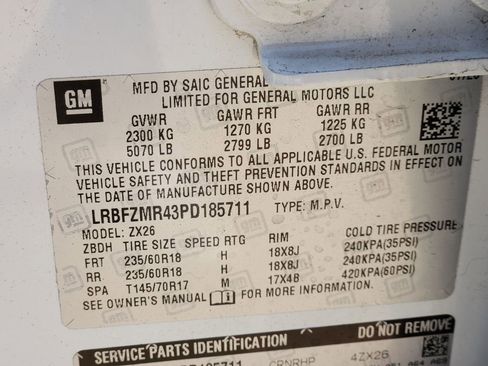 GM
MFD BY SAIC GENERAL
LIMITED FOR GENERAL MOTORS LLC
GVWR GAWR FRT GAWR RR
2300 KG 1270 KG 1225 KG
5070 LB 2799 LB 2700 LB
THIS VEHICLE CONFORMS TO ALL APPLICABLE U.S. FEDERAL MOTOR
VEHICLE SAFETY AND THEFT PREVENTION STANDARDS IN EFFECT ON
THE DATE OF MANUFACTURE SHOWN ABOVE.
LRBFZMR43PD185711 TYPE: M.P.V.
MODEL: ZX26
ZBDH TIRE SIZE SPEED RTG RIM COLD TIRE PRESSURE
FRT 235/60R18 H 18X8J 240KPA(35PSI)
RR 235/60R18 H 18X8J 240KPA(35PSI)
SPA T145/70R17 M 17X4B 420KPA(60PSI)
SEE OWNER'S MANUAL FOR MORE INFORMATION
SERVICE PARTS IDENTIFICATION DO NOT REMOVE
185711 CRNRHP 4ZX26